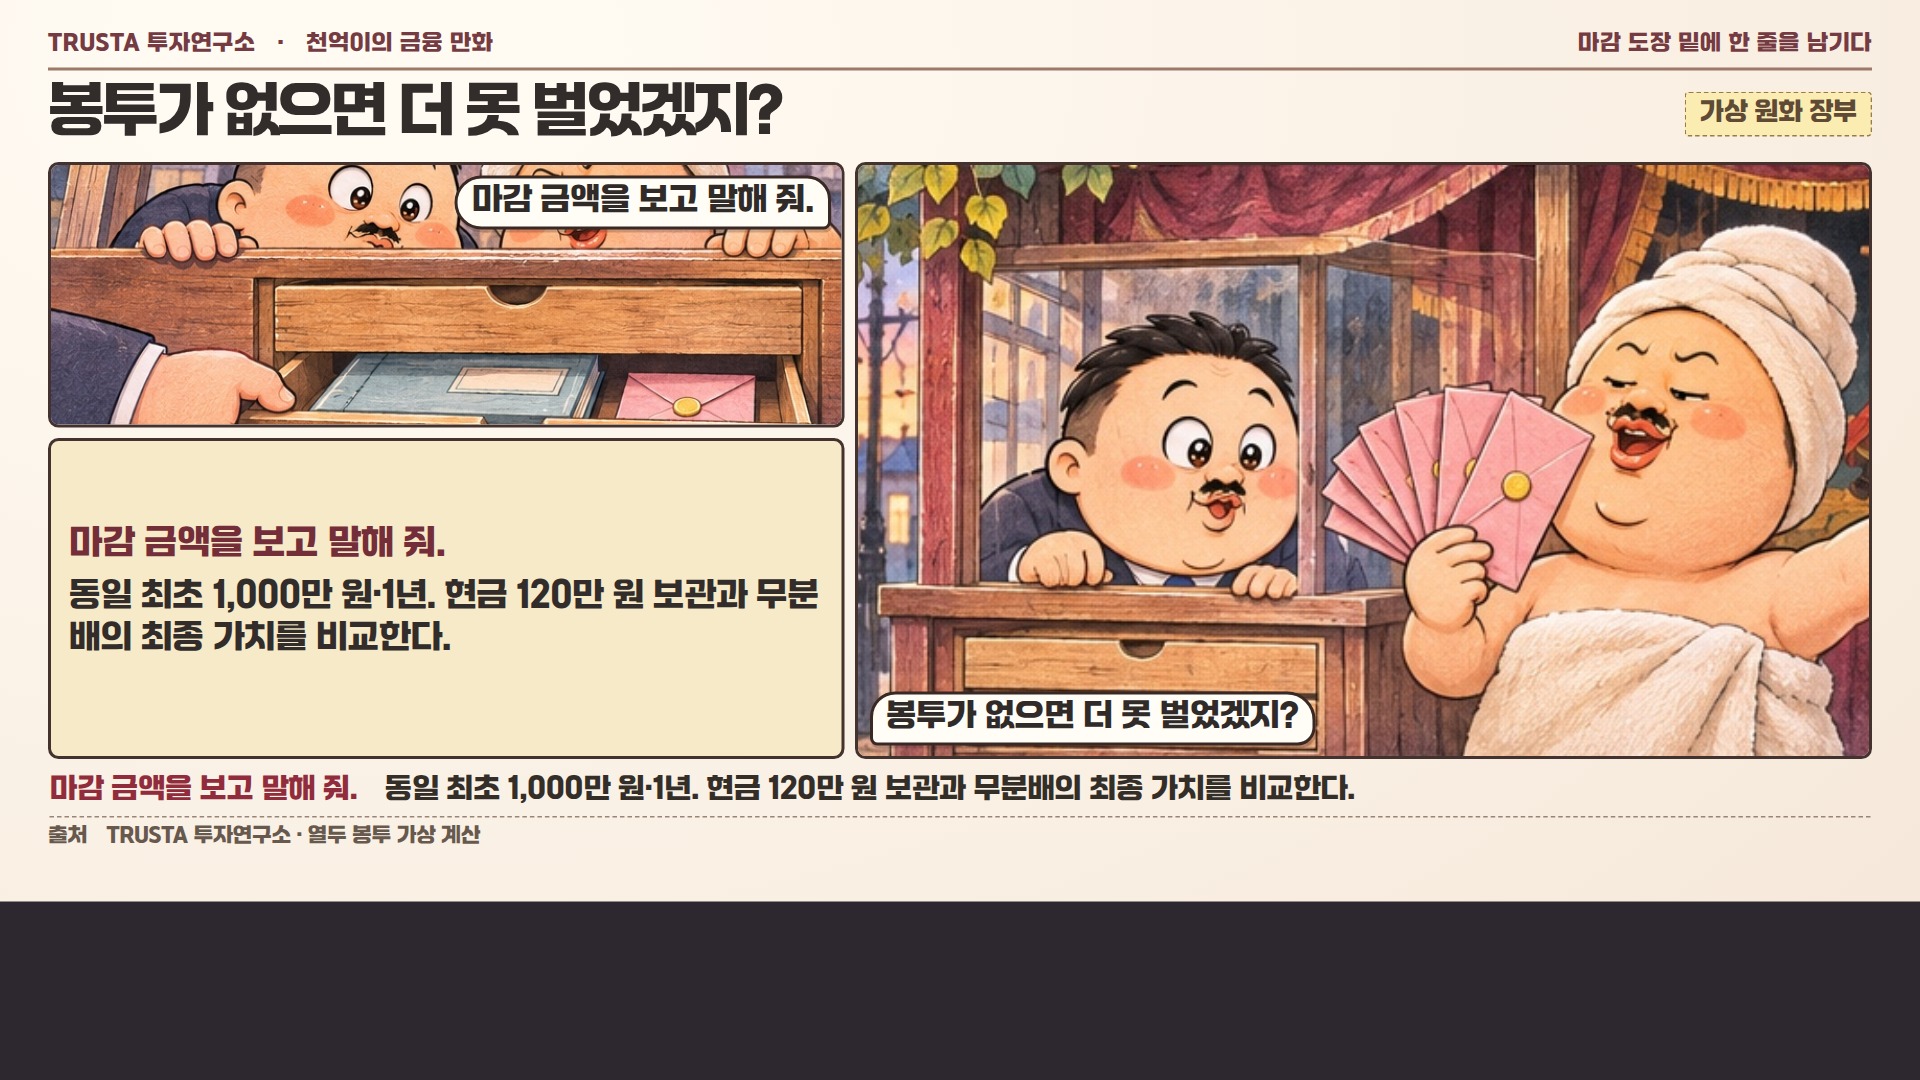 TRUSTA 투자연구소 · 천억이의 금융 만화
마감 도장 밑에 한 줄을 남기다
봉투가 없으면 더 못 벌었겠지?
가상 원화 장부
마감 금액을 보고 말해 줘.
마감 금액을 보고 말해 줘.
동일 최초 1,000만 원·1년. 현금 120만 원 보관과 무분
배의 최종 가치를 비교한다.
봉투가 없으면 더 못 벌었겠지?
마감 금액을 보고 말해 줘. 동일 최초 1,000만 원·1년. 현금 120만 원 보관과 무분배의 최종 가치를 비교한다.
출처 TRUSTA 투자연구소 · 열두 봉투 가상 계산